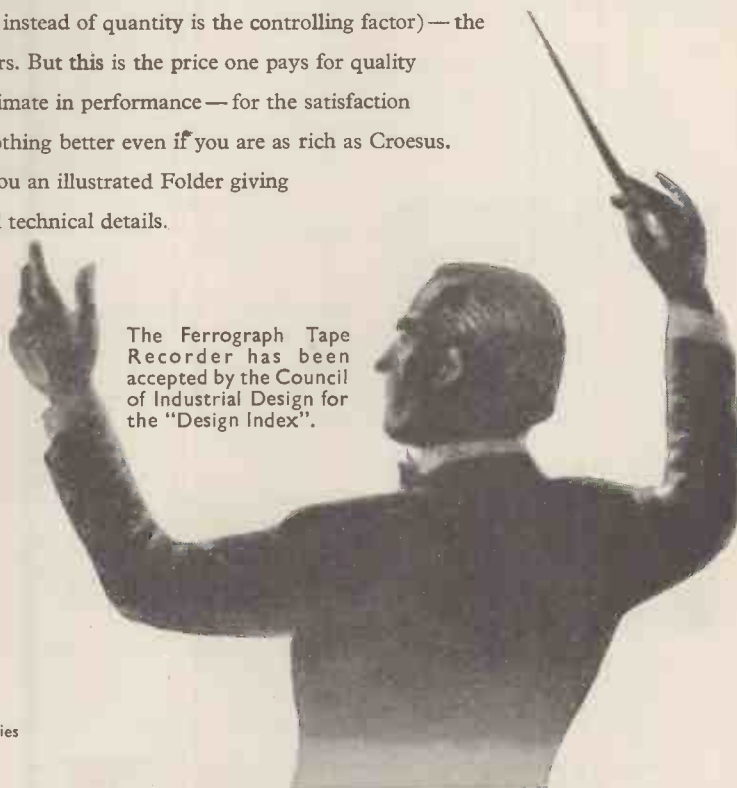 instead of quantity is the controlling factor) — the
rs. But this is the price one pays for quality
imate in performance — for the satisfaction
thing better even if you are as rich as Croesus.
ou an illustrated Folder giving
technical details.
The Ferrograph Tape
Recorder has been
accepted by the Council
of Industrial Design for
the “Design Index”.
ies